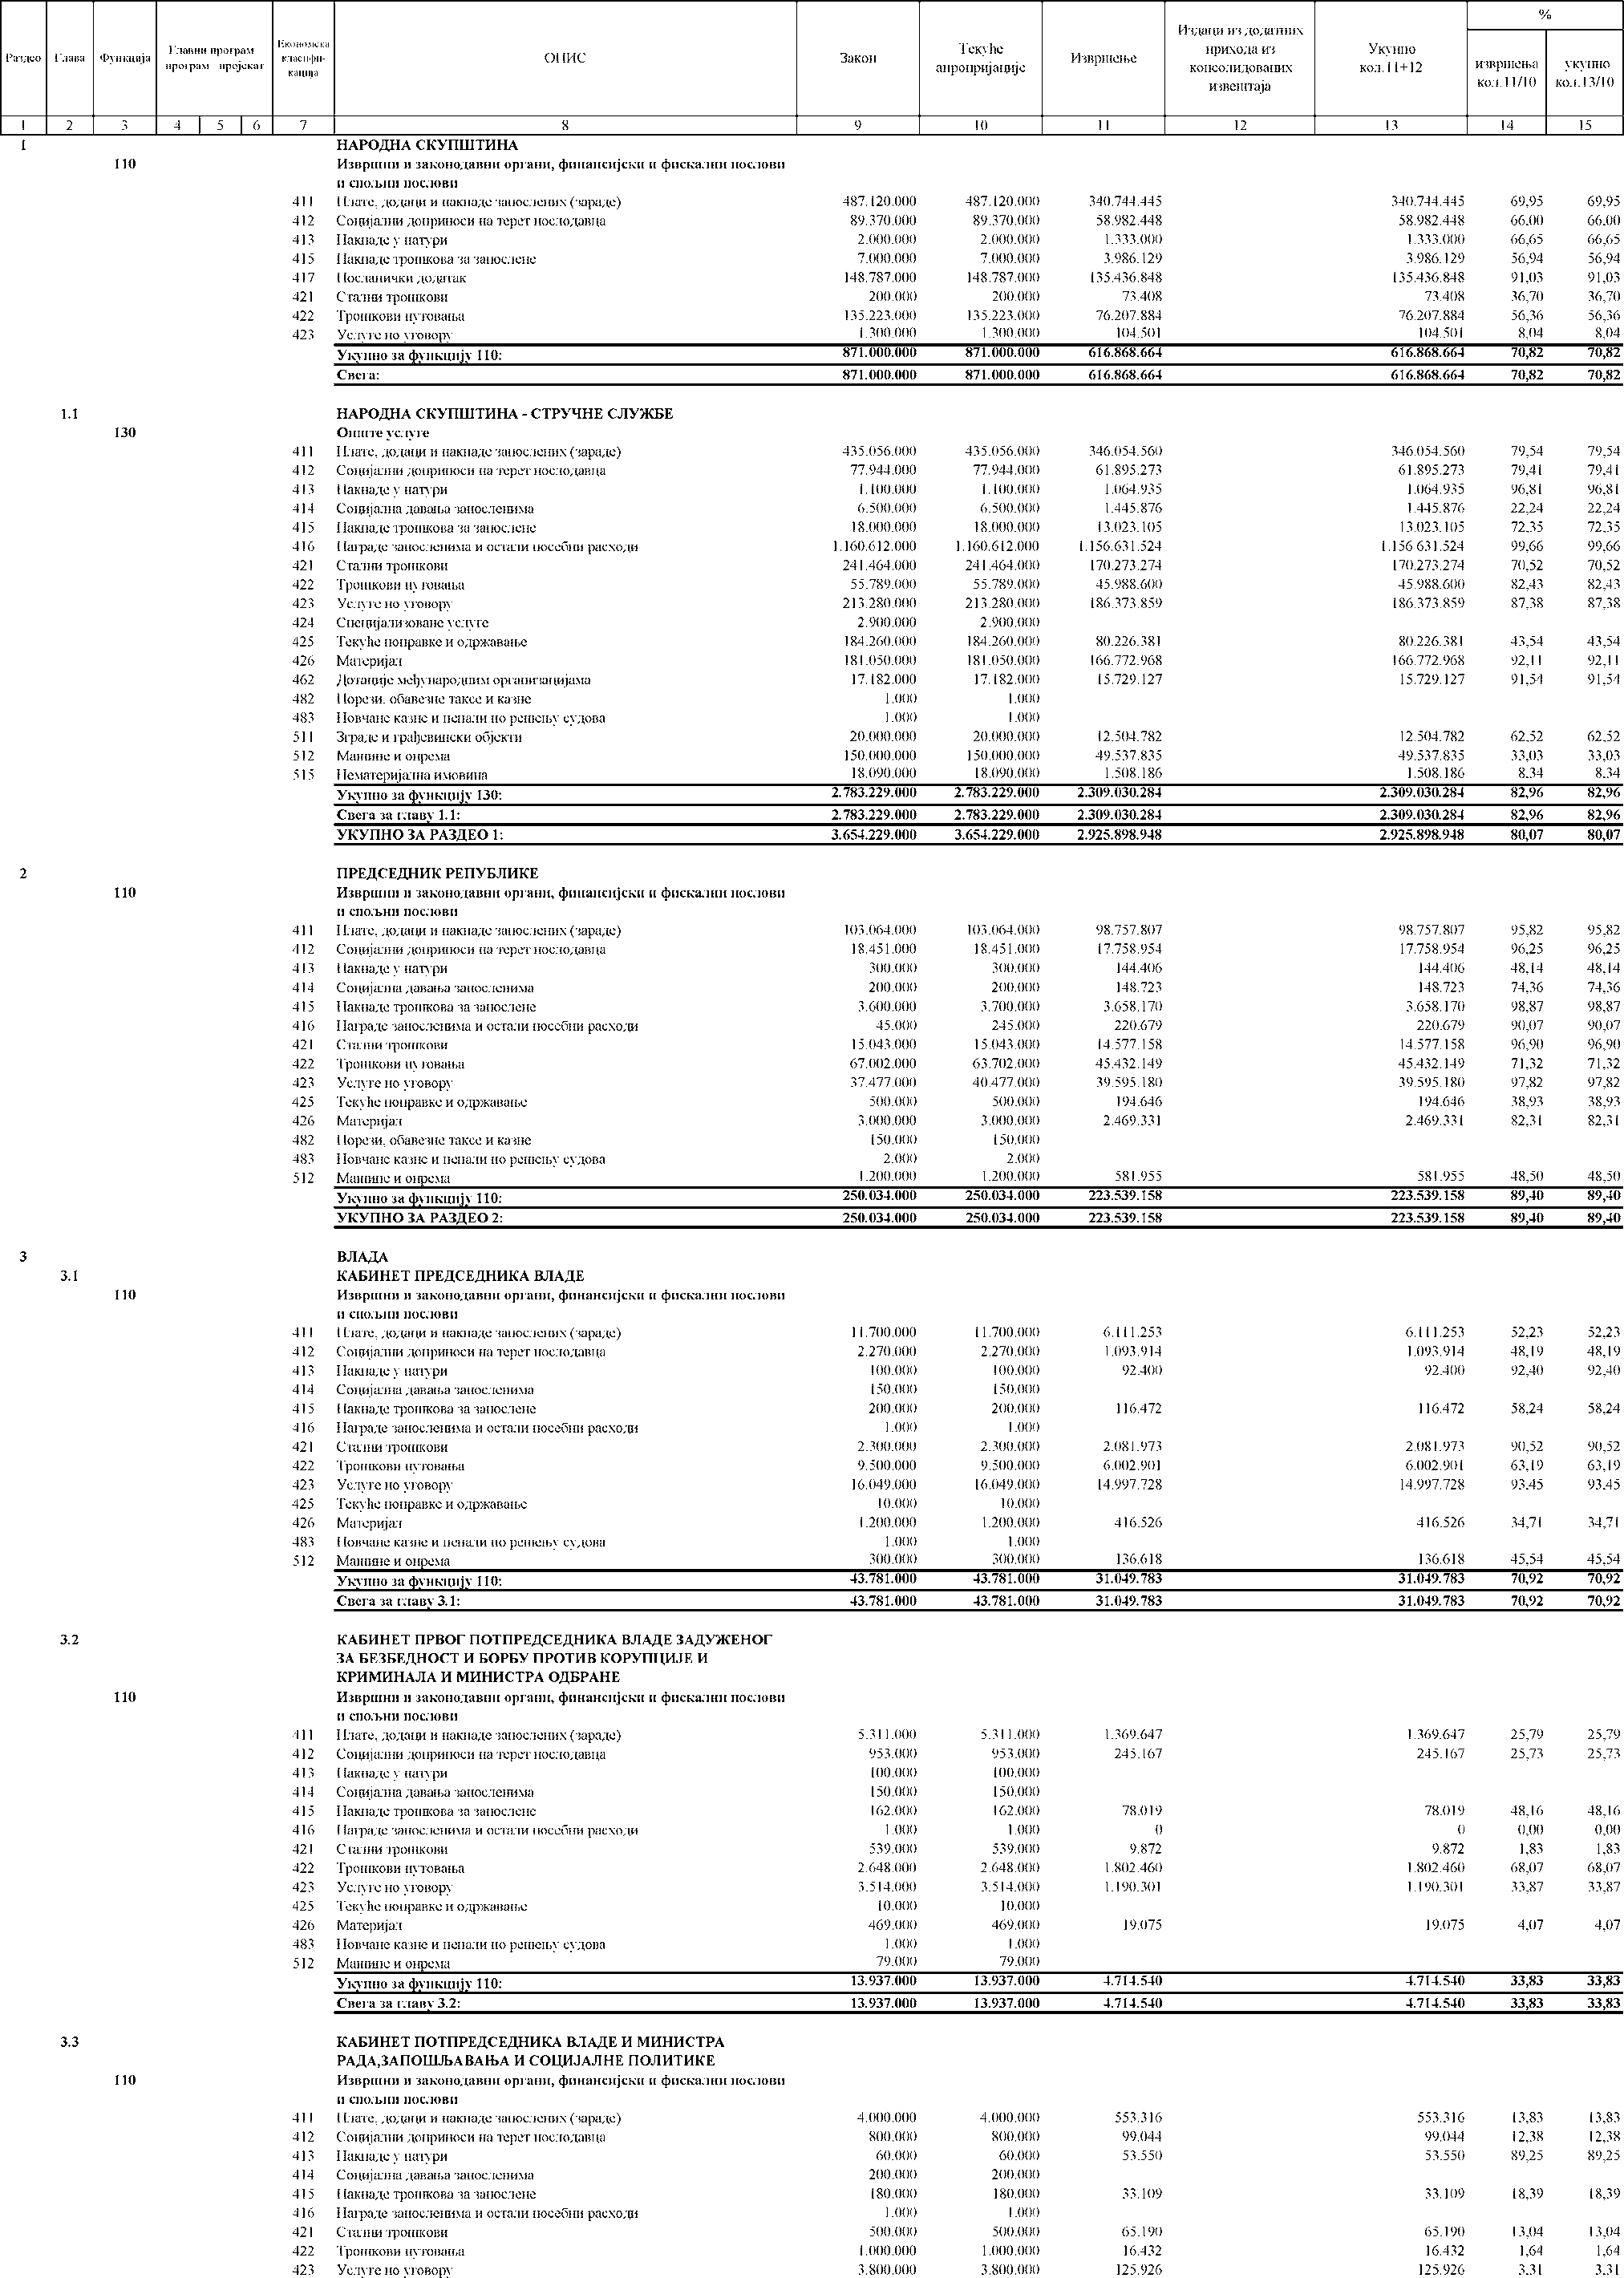 Раздео Глава Функција Главни програм програм пројекат Економска класифи-кација ОПИС Закон Текуће апропријације Извршење Издаци из додатних прихода из консолидованих извештаја Укупно кол.11+12 % извршења кол.11/10 укупно кол.13/10
1 2 3 4 5 6 7 8 9 10 11 12 13 14 15
1 НАРОДНА СКУПШТИНА
110 Извршни и законодавни органи, финансијски и фискални послови
и спољни послови
411 Плате, додаци и накнаде запослених (зараде) 487.120.000 487.120.000 340.744.445 340.744.445 69,95 69,95
412 Социјални доприноси на терет послодавца 89.370.000 89.370.000 58.982.448 58.982.448 66,00 66,00
413 Накнаде у натури 2.000.000 2.000.000 1.333.000 1.333.000 66,65 66,65
415 Накнаде трошкова за запослене 7.000.000 7.000.000 3.986.129 3.986.129 56,94 56,94
417 Посланички додатак 148.787.000 148.787.000 135.436.848 135.436.848 91,03 91,03
421 Стални трошкови 200.000 200.000 73.408 73.408 36,70 36,70
422 Трошкови путовања 135.223.000 135.223.000 76.207.884 76.207.884 56,36 56,36
423 Услуге по уговору 1.300.000 1.300.000 104.501 104.501 8,04 8,04
Укупно за функцију 110: 871.000.000 871.000.000 616.868.664 616.868.664 70,82 70,82
Свега: 871.000.000 871.000.000 616.868.664 616.868.664 70,82 70,82
1.1 НАРОДНА СКУПШТИНА - СТРУЧНЕ СЛУЖБЕ
130 Опште услуге
411 Плате, додаци и накнаде запослених (зараде) 435.056.000 435.056.000 346.054.560 346.054.560 79,54 79,54
412 Социјални доприноси на терет послодавца 77.944.000 77.944.000 61.895.273 61.895.273 79,41 79,41
413 Накнаде у натури 1.100.000 1.100.000 1.064.935 1.064.935 96,81 96,81
414 Социјална давања запосленима 6.500.000 6.500.000 1.445.876 1.445.876 22,24 22,24
415 Накнаде трошкова за запослене 18.000.000 18.000.000 13.023.105 13.023.105 72,35 72,35
416 Награде запосленима и остали посебни расходи 1.160.612.000 1.160.612.000 1.156.631.524 1.156.631.524 99,66 99,66
421 Стални трошкови 241.464.000 241.464.000 170.273.274 170.273.274 70,52 70,52
422 Трошкови путовања 55.789.000 55.789.000 45.988.600 45.988.600 82,43 82,43
423 Услуге по уговору 213.280.000 213.280.000 186.373.859 186.373.859 87,38 87,38
424 Специјализоване услуге 2.900.000 2.900.000
425 Текуће поправке и одржавање 184.260.000 184.260.000 80.226.381 80.226.381 43,54 43,54
426 Материјал 181.050.000 181.050.000 166.772.968 166.772.968 92,11 92,11
462 Дотације међународним организацијама 17.182.000 17.182.000 15.729.127 15.729.127 91,54 91,54
482 Порези, обавезне таксе и казне 1.000 1.000
483 Новчане казне и пенали по решењу судова 1.000 1.000
511 Зграде и грађевински објекти 20.000.000 20.000.000 12.504.782 12.504.782 62,52 62,52
512 Машине и опрема 150.000.000 150.000.000 49.537.835 49.537.835 33,03 33,03
515 Нематеријална имовина 18.090.000 18.090.000 1.508.186 1.508.186 8,34 8,34
Укупно за функцију 130: 2.783.229.000 2.783.229.000 2.309.030.284 2.309.030.284 82,96 82,96
Свега за главу 1.1: 2.783.229.000 2.783.229.000 2.309.030.284 2.309.030.284 82,96 82,96
УКУПНО ЗА РАЗДЕО 1: 3.654.229.000 3.654.229.000 2.925.898.948 2.925.898.948 80,07 80,07
2 ПРЕДСЕДНИК РЕПУБЛИКЕ
110 Извршни и законодавни органи, финансијски и фискални послови
и спољни послови
411 Плате, додаци и накнаде запослених (зараде) 103.064.000 103.064.000 98.757.807 98.757.807 95,82 95,82
412 Социјални доприноси на терет послодавца 18.451.000 18.451.000 17.758.954 17.758.954 96,25 96,25
413 Накнаде у натури 300.000 300.000 144.406 144.406 48,14 48,14
414 Социјална давања запосленима 200.000 200.000 148.723 148.723 74,36 74,36
415 Накнаде трошкова за запослене 3.600.000 3.700.000 3.658.170 3.658.170 98,87 98,87
416 Награде запосленима и остали посебни расходи 45.000 245.000 220.679 220.679 90,07 90,07
421 Стални трошкови 15.043.000 15.043.000 14.577.158 14.577.158 96,90 96,90
422 Трошкови путовања 67.002.000 63.702.000 45.432.149 45.432.149 71,32 71,32
423 Услуге по уговору 37.477.000 40.477.000 39.595.180 39.595.180 97,82 97,82
425 Текуће поправке и одржавање 500.000 500.000 194.646 194.646 38,93 38,93
426 Материјал 3.000.000 3.000.000 2.469.331 2.469.331 82,31 82,31
482 Порези, обавезне таксе и казне 150.000 150.000
483 Новчане казне и пенали по решењу судова 2.000 2.000
512 Машине и опрема 1.200.000 1.200.000 581.955 581.955 48,50 48,50
Укупно за функцију 110: 250.034.000 250.034.000 223.539.158 223.539.158 89,40 89,40
УКУПНО ЗА РАЗДЕО 2: 250.034.000 250.034.000 223.539.158 223.539.158 89,40 89,40
3 ВЛАДА
3.1 КАБИНЕТ ПРЕДСЕДНИКА ВЛАДЕ
110 Извршни и законодавни органи, финансијски и фискални послови
и спољни послови
411 Плате, додаци и накнаде запослених (зараде) 11.700.000 11.700.000 6.111.253 6.111.253 52,23 52,23
412 Социјални доприноси на терет послодавца 2.270.000 2.270.000 1.093.914 1.093.914 48,19 48,19
413 Накнаде у натури 100.000 100.000 92.400 92.400 92,40 92,40
414 Социјална давања запосленима 150.000 150.000
415 Накнаде трошкова за запослене 200.000 200.000 116.472 116.472 58,24 58,24
416 Награде запосленима и остали посебни расходи 1.000 1.000
421 Стални трошкови 2.300.000 2.300.000 2.081.973 2.081.973 90,52 90,52
422 Трошкови путовања 9.500.000 9.500.000 6.002.901 6.002.901 63,19 63,19
423 Услуге по уговору 16.049.000 16.049.000 14.997.728 14.997.728 93,45 93,45
425 Текуће поправке и одржавање 10.000 10.000
426 Материјал 1.200.000 1.200.000 416.526 416.526 34,71 34,71
483 Новчане казне и пенали по решењу судова 1.000 1.000
512 Машине и опрема 300.000 300.000 136.618 136.618 45,54 45,54
Укупно за функцију 110: 43.781.000 43.781.000 31.049.783 31.049.783 70,92 70,92
Свега за главу 3.1: 43.781.000 43.781.000 31.049.783 31.049.783 70,92 70,92
3.2 КАБИНЕТ ПРВОГ ПОТПРЕДСЕДНИКА ВЛАДЕ ЗАДУЖЕНОГ
ЗА БЕЗБЕДНОСТ И БОРБУ ПРОТИВ КОРУПЦИЈЕ И
КРИМИНАЛА И МИНИСТРА ОДБРАНЕ
110 Извршни и законодавни органи, финансијски и фискални послови
и спољни послови
411 Плате, додаци и накнаде запослених (зараде) 5.311.000 5.311.000 1.369.647 1.369.647 25,79 25,79
412 Социјални доприноси на терет послодавца 953.000 953.000 245.167 245.167 25,73 25,73
413 Накнаде у натури 100.000 100.000
414 Социјална давања запосленима 150.000 150.000
415 Накнаде трошкова за запослене 162.000 162.000 78.019 78.019 48,16 48,16
416 Награде запосленима и остали посебни расходи 1.000 1.000 0 0 0,00 0,00
421 Стални трошкови 539.000 539.000 9.872 9.872 1,83 1,83
422 Трошкови путовања 2.648.000 2.648.000 1.802.460 1.802.460 68,07 68,07
423 Услуге по уговору 3.514.000 3.514.000 1.190.301 1.190.301 33,87 33,87
425 Текуће поправке и одржавање 10.000 10.000
426 Материјал 469.000 469.000 19.075 19.075 4,07 4,07
483 Новчане казне и пенали по решењу судова 1.000 1.000
512 Машине и опрема 79.000 79.000
Укупно за функцију 110: 13.937.000 13.937.000 4.714.540 4.714.540 33,83 33,83
Свега за главу 3.2: 13.937.000 13.937.000 4.714.540 4.714.540 33,83 33,83
3.3 КАБИНЕТ ПОТПРЕДСЕДНИКА ВЛАДЕ И МИНИСТРА
РАДА,ЗАПОШЉАВАЊА И СОЦИЈАЛНЕ ПОЛИТИКЕ
110 Извршни и законодавни органи, финансијски и фискални послови
и спољни послови
411 Плате, додаци и накнаде запослених (зараде) 4.000.000 4.000.000 553.316 553.316 13,83 13,83
412 Социјални доприноси на терет послодавца 800.000 800.000 99.044 99.044 12,38 12,38
413 Накнаде у натури 60.000 60.000 53.550 53.550 89,25 89,25
414 Социјална давања запосленима 200.000 200.000
415 Накнаде трошкова за запослене 180.000 180.000 33.109 33.109 18,39 18,39
416 Награде запосленима и остали посебни расходи 1.000 1.000
421 Стални трошкови 500.000 500.000 65.190 65.190 13,04 13,04
422 Трошкови путовања 1.000.000 1.000.000 16.432 16.432 1,64 1,64
423 Услуге по уговору 3.800.000 3.800.000 125.926 125.926 3,31 3,31